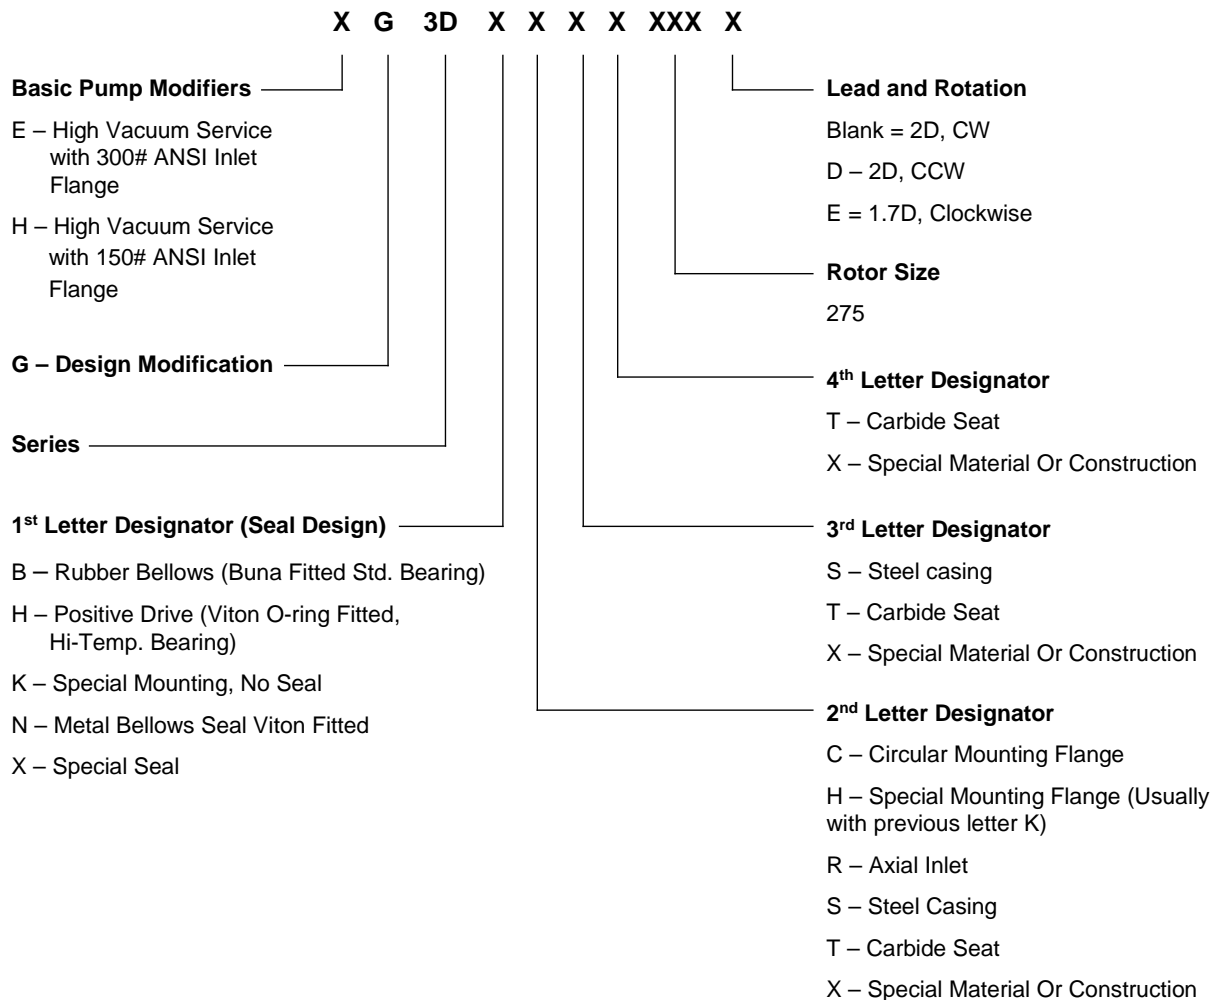 X G 3D X X X X XXX X
Basic Pump Modifiers
E – High Vacuum Service
with 300# ANSI Inlet
Flange
H – High Vacuum Service
with 150# ANSI Inlet
Flange
G – Design Modification
Series
1st Letter Designator (Seal Design)
B – Rubber Bellows (Buna Fitted Std. Bearing)
H – Positive Drive (Viton O-ring Fitted,
Hi-Temp. Bearing)
K – Special Mounting, No Seal
N – Metal Bellows Seal Viton Fitted
X – Special Seal
Lead and Rotation
Blank = 2D, CW
D – 2D, CCW
E = 1.7D, Clockwise
Rotor Size
275
4th Letter Designator
T – Carbide Seat
X – Special Material Or Construction
3rd Letter Designator
S – Steel casing
T – Carbide Seat
X – Special Material Or Construction
2nd Letter Designator
C – Circular Mounting Flange
H – Special Mounting Flange (Usually
with previous letter K)
R – Axial Inlet
S – Steel Casing
T – Carbide Seat
X – Special Material Or Construction